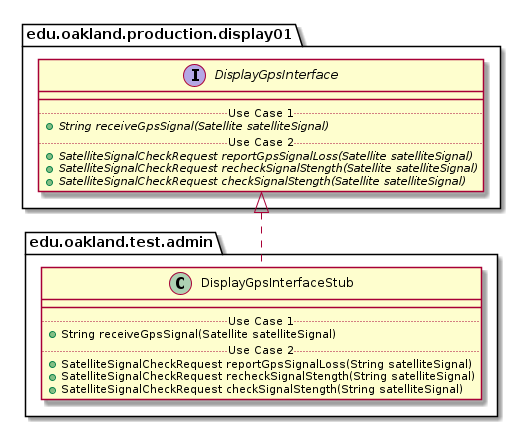 edu.oakland.production.display01
I DisplayGpsInterface
Use Case 1
String receiveGpsSignal(Satellite satelliteSignal)
Use Case 2
SatelliteSignalCheckRequest reportGpsSignalLoss(Satellite satelliteSignal)
SatelliteSignalCheckRequest recheckSignalStength(Satellite satelliteSignal)
SatelliteSignalCheckRequest checkSignalStength(Satellite satelliteSignal)
edu.oakland.test.admin
C DisplayGpsInterfaceStub
Use Case 1
String receiveGpsSignal(Satellite satelliteSignal)
Use Case 2
SatelliteSignalCheckRequest reportGpsSignalLoss(String satelliteSignal)
SatelliteSignalCheckRequest recheckSignalStength(String satelliteSignal)
SatelliteSignalCheckRequest checkSignalStength(String satelliteSignal)